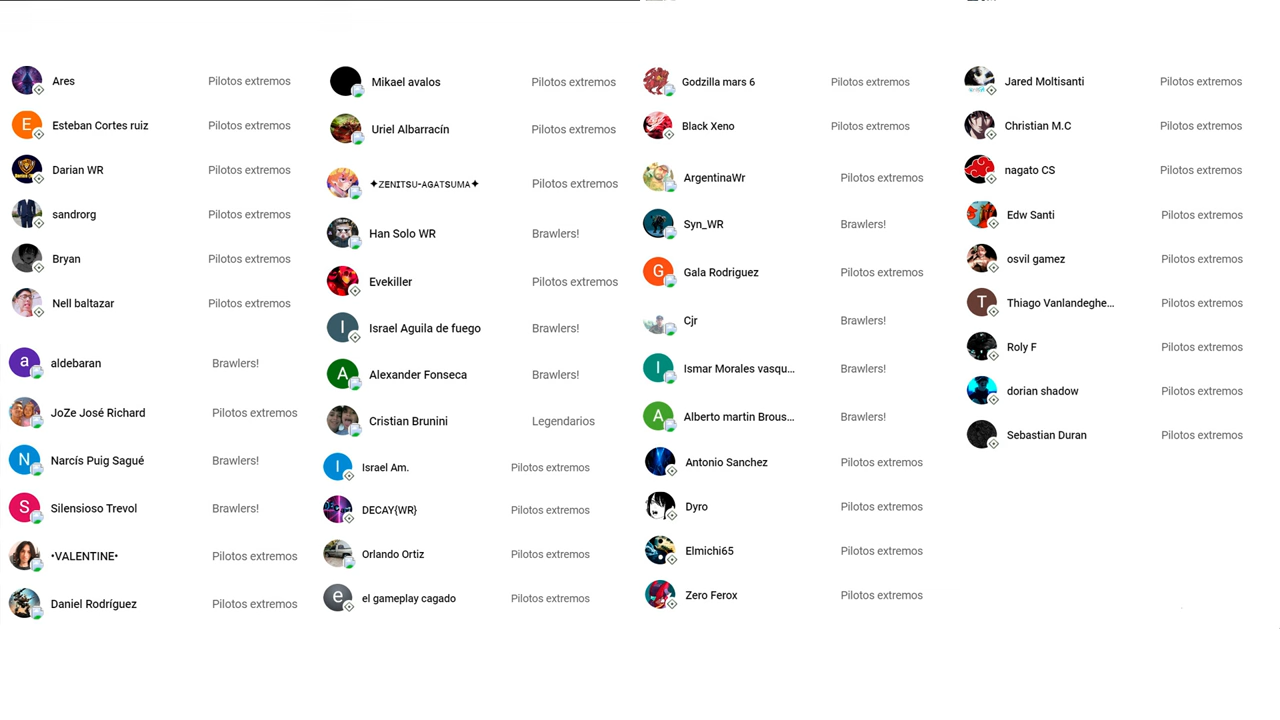 Ares Pilotos extremos
Esteban Cortes ruiz Pilotos extremos
Darian WR Pilotos extremos
sandrorg Pilotos extremos
Bryan Pilotos extremos
Nell baltazar Pilotos extremos
aldebaran Brawlers!
JoZe José Richard Pilotos extremos
Narcís Puig Sagué Brawlers!
Silensioso Trevol Brawlers!
•VALENTINE• Pilotos extremos
Daniel Rodríguez Pilotos extremos
Mikael avalos Pilotos extremos
Uriel Albarracín Pilotos extremos
✦ZENITSU-AGATSUMA✦ Pilotos extremos
Han Solo WR Brawlers!
Evekiller Pilotos extremos
Israel Aguila de fuego Brawlers!
Alexander Fonseca Brawlers!
Cristian Brunini Legendarios
Israel Am. Pilotos extremos
DECAY{WR} Pilotos extremos
Orlando Ortiz Pilotos extremos
el gameplay cagado Pilotos extremos
Godzilla mars 6 Pilotos extremos
Black Xeno Pilotos extremos
ArgentinaWr Pilotos extremos
Syn_WR Brawlers!
Gala Rodriguez Pilotos extremos
Cjr Brawlers!
Ismar Morales vasqu... Brawlers!
Alberto martin Brous... Brawlers!
Antonio Sanchez Pilotos extremos
Dyro Pilotos extremos
Elmichi65 Pilotos extremos
Zero Ferox Pilotos extremos
Jared Moltisanti Pilotos extremos
Christian M.C Pilotos extremos
nagato CS Pilotos extremos
Edw Santi Pilotos extremos
osvil gamez Pilotos extremos
Thiago Vanlandeghe... Pilotos extremos
Roly F Pilotos extremos
dorian shadow Pilotos extremos
Sebastian Duran Pilotos extremos